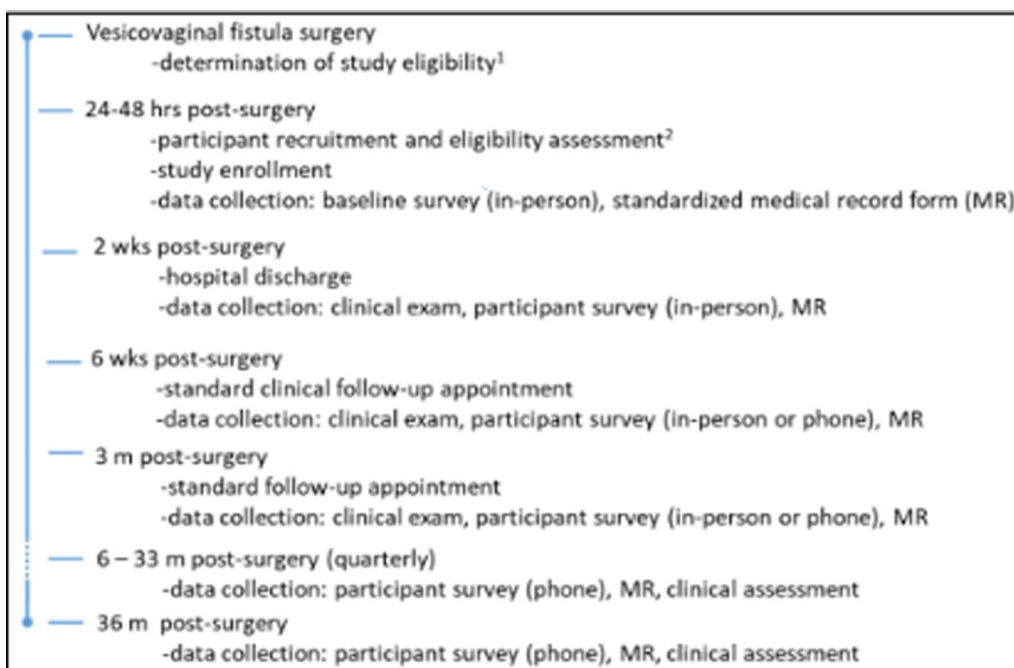 Vesicovaginal fistula surgery
-determination of study eligibility¹
24-48 hrs post-surgery
-participant recruitment and eligibility assessment²
-study enrollment
-data collection: baseline survey (in-person), standardized medical record form (MR)
2 wks post-surgery
-hospital discharge
-data collection: clinical exam, participant survey (in-person), MR
6 wks post-surgery
-standard clinical follow-up appointment
-data collection: clinical exam, participant survey (in-person or phone), MR
3 m post-surgery
-standard follow-up appointment
-data collection: clinical exam, participant survey (in-person or phone), MR
6 – 33 m post-surgery (quarterly)
-data collection: participant survey (phone), MR, clinical assessment
36 m post-surgery
-data collection: participant survey (phone), MR, clinical assessment